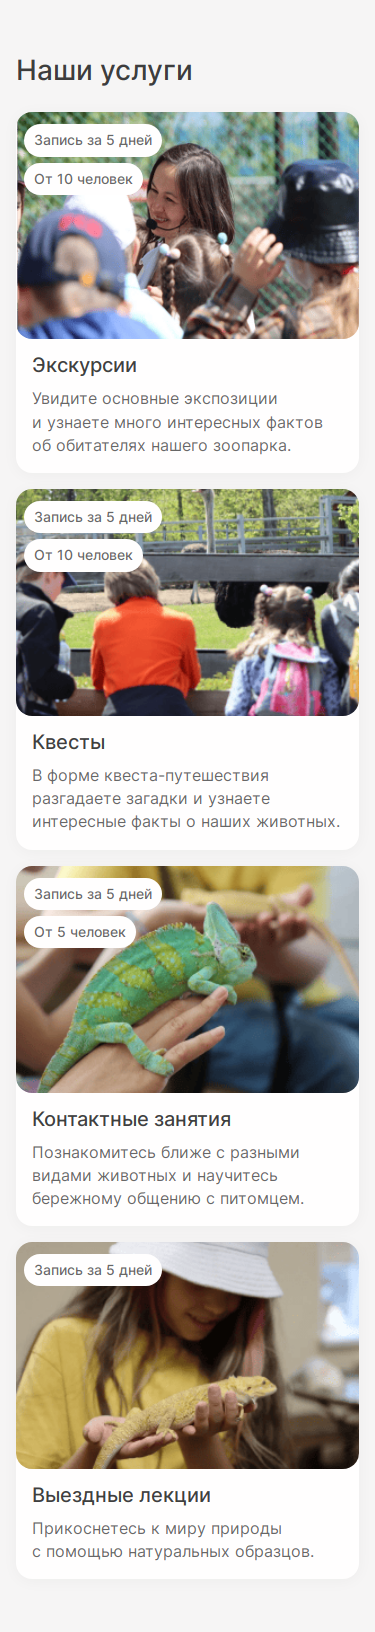 Наши услуги
Запись за 5 дней
От 10 человек
Экскурсии
Увидите основные экспозиции
и узнаете много интересных фактов
об обитателях нашего зоопарка.
Запись за 5 дней
От 10 человек
Квесты
В форме квеста-путешествия
разгадаете загадки и узнаете
интересные факты о наших животных.
Запись за 5 дней
От 5 человек
Контактные занятия
Познакомитесь ближе с разными
видами животных и научитесь
бережному общению с питомцем.
Запись за 5 дней
Выездные лекции
Прикоснетесь к миру природы
с помощью натуральных образцов.